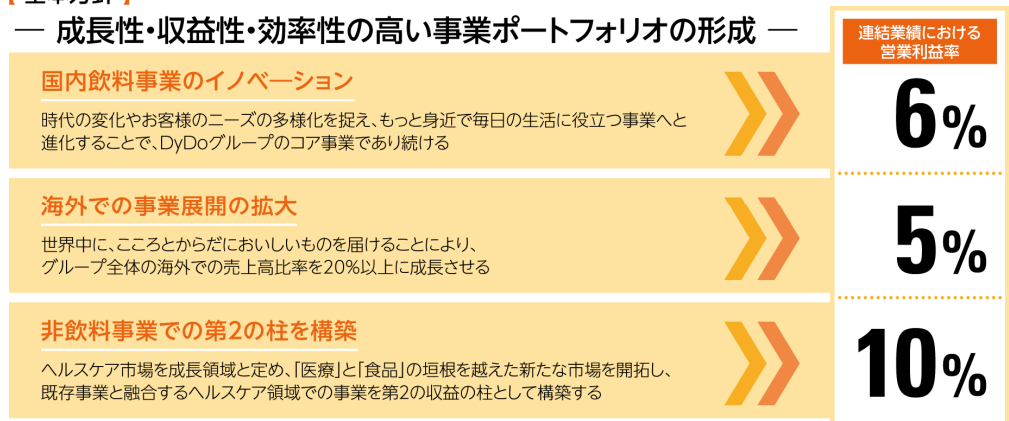 ― 成長性・収益性・効率性の高い事業ポートフォリオの形成 ―
連結業績における
営業利益率
国内飲料事業のイノベーション
時代の変化やお客様のニーズの多様化を捉え、もっと身近で毎日の生活に役立つ事業へと
進化することで、DyDoグループのコア事業であり続ける
6%
海外での事業展開の拡大
世界中に、こころとからだにおいしいものを届けることにより、
グループ全体の海外での売上高比率を20%以上に成長させる
5%
非飲料事業での第2の柱を構築
ヘルスケア市場を成長領域と定め、「医療」と「食品」の垣根を越えた新たな市場を開拓し、
既存事業と融合するヘルスケア領域での事業を第2の収益の柱として構築する
10%